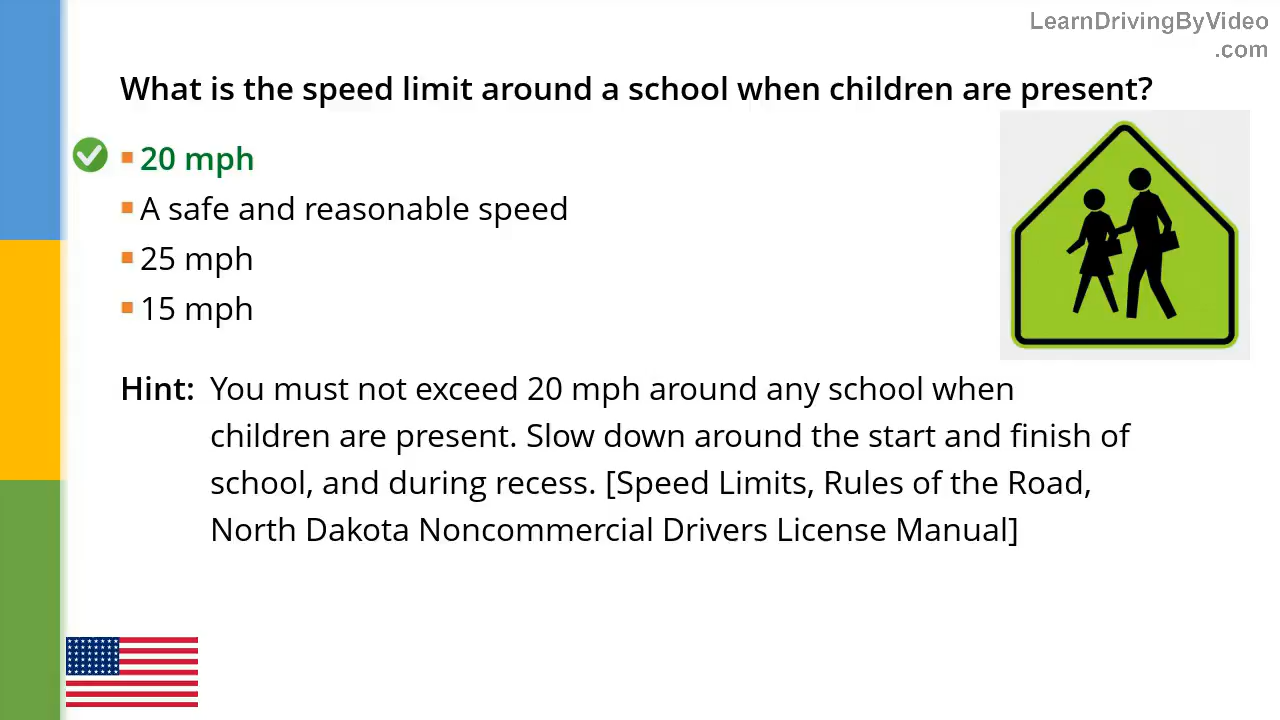 LearnDrivingByVideo
.com
What is the speed limit around a school when children are present?
20 mph
A safe and reasonable speed
25 mph
15 mph
Hint: You must not exceed 20 mph around any school when
children are present. Slow down around the start and finish of
school, and during recess. [Speed Limits, Rules of the Road,
North Dakota Noncommercial Drivers License Manual]